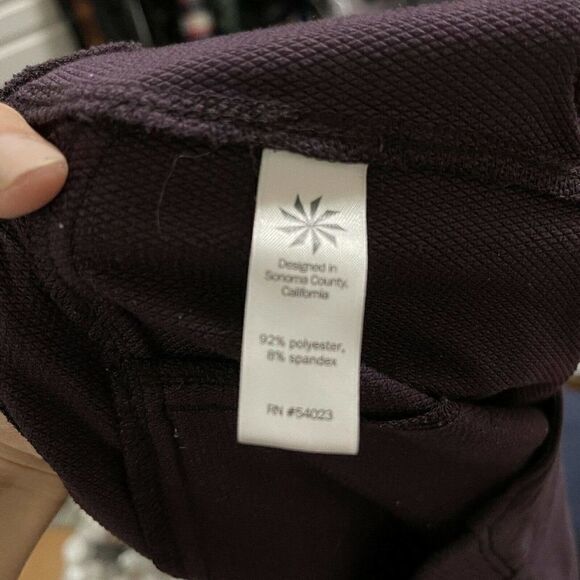 Designed in
Sonoma County,
California
92% polyester,
8% spandex
RN #54023